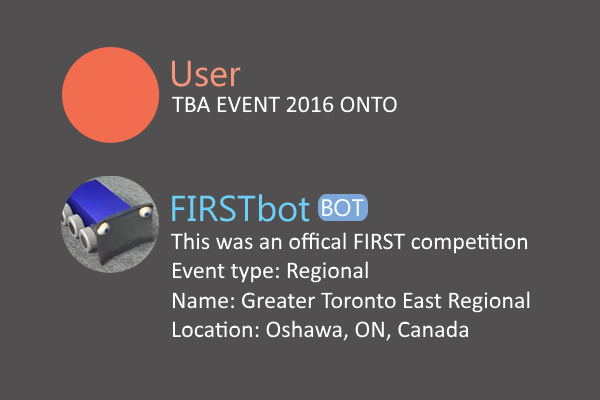 User
TBA EVENT 2016 ONTO
FIRSTbot BOT
This was an offical FIRST competition
Event type: Regional
Name: Greater Toronto East Regional
Location: Oshawa, ON, Canada